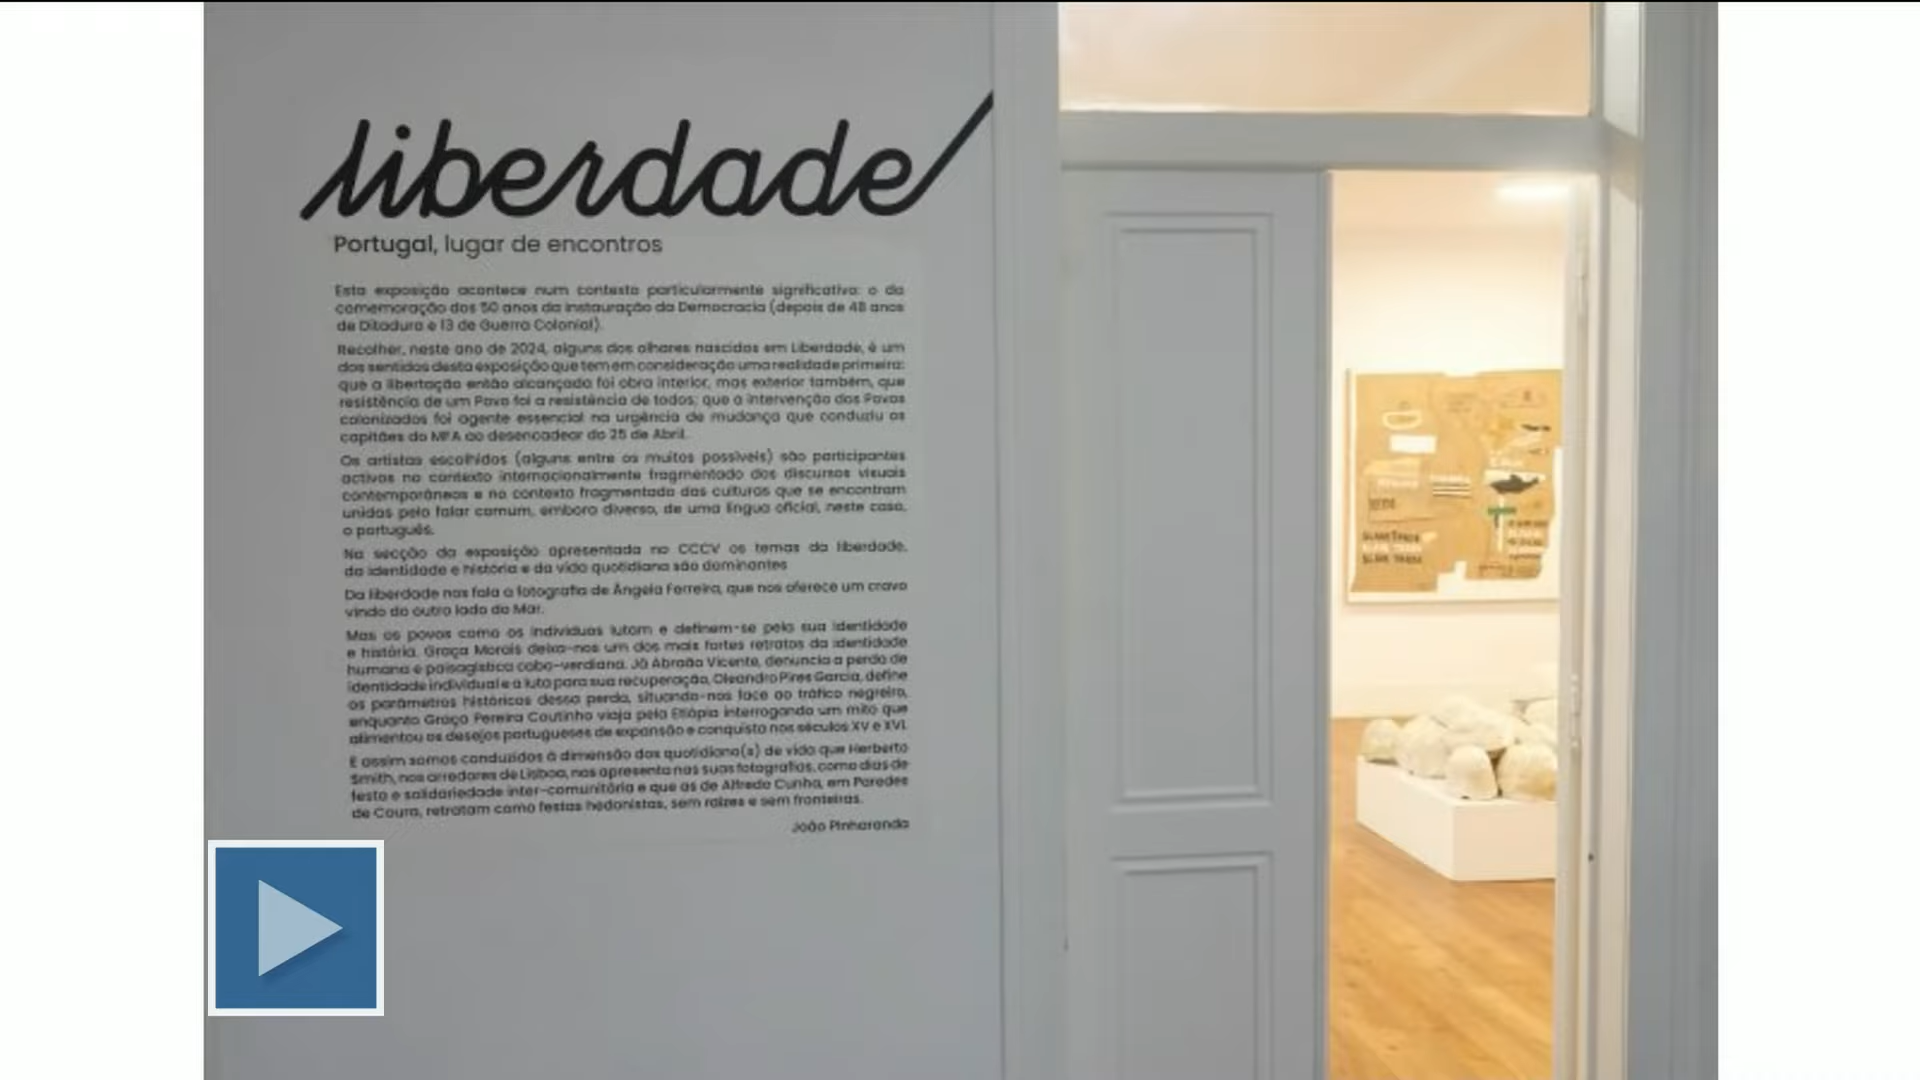 liberdade
Portugal, lugar de encontros
Esta exposição acontece num contexto particularmente significativo: o da
comemoração dos 50 anos da instauração da Democracia (depois de 48 anos
de Ditadura e 13 de Guerra Colonial).
Recolher, neste ano de 2024, alguns dos olhares nascidos em Liberdade, é um
dos sentidos desta exposição que tem em consideração uma realidade primeira:
que a libertação então alcançada foi obra interior, mas exterior também, que
resistência de um Povo foi a resistência de todos; que a intervenção dos Povos
colonizados foi agente essencial na urgência de mudança que conduziu os
capitães do MFA ao desencadear do 25 de Abril.
Os artistas escolhidos (alguns entre os muitos possíveis) são participantes
activos no contexto internacionalmente fragmentado dos discursos visuais
contemporâneos e no contexto fragmentado das culturas que se encontram
unidas pelo falar comum, embora diverso, de uma língua oficial, neste caso,
o português.
Na secção da exposição apresentada no CCCV os temas da liberdade,
da identidade e história e da vida quotidiana são dominantes
Da liberdade nos fala a fotografia de Ângela Ferreira, que nos oferece um cravo
vindo do outro lado do Mar.
Mas os povos como os indivíduos lutam e definem-se pela sua identidade
e história. Graça Morais deixa-nos um dos mais fortes retratos da identidade
humana e paisagística cabo-verdiana. Já Abraão Vicente, denuncia a perda de
identidade individual e a luta para sua recuperação, Oleandro Pires Garcia, define
os parâmetros históricos dessa perda, situando-nos face ao tráfico negreiro,
enquanto Graça Pereira Coutinho viaja pela Etiópia interrogando um mito que
alimentou os desejos portugueses de expansão e conquista nos séculos XV e XVI.
E assim somos conduzidos à dimensão dos quotidiano(s) de vida que Herberto
Smith, nos arredores de Lisboa, nos apresenta nas suas fotografias, como dias de
festa e solidariedade inter-comunitária e que as de Alfredo Cunha, em Paredes
de Coura, retratam como festas hedonistas, sem raízes e sem fronteiras.
João Pinharanda